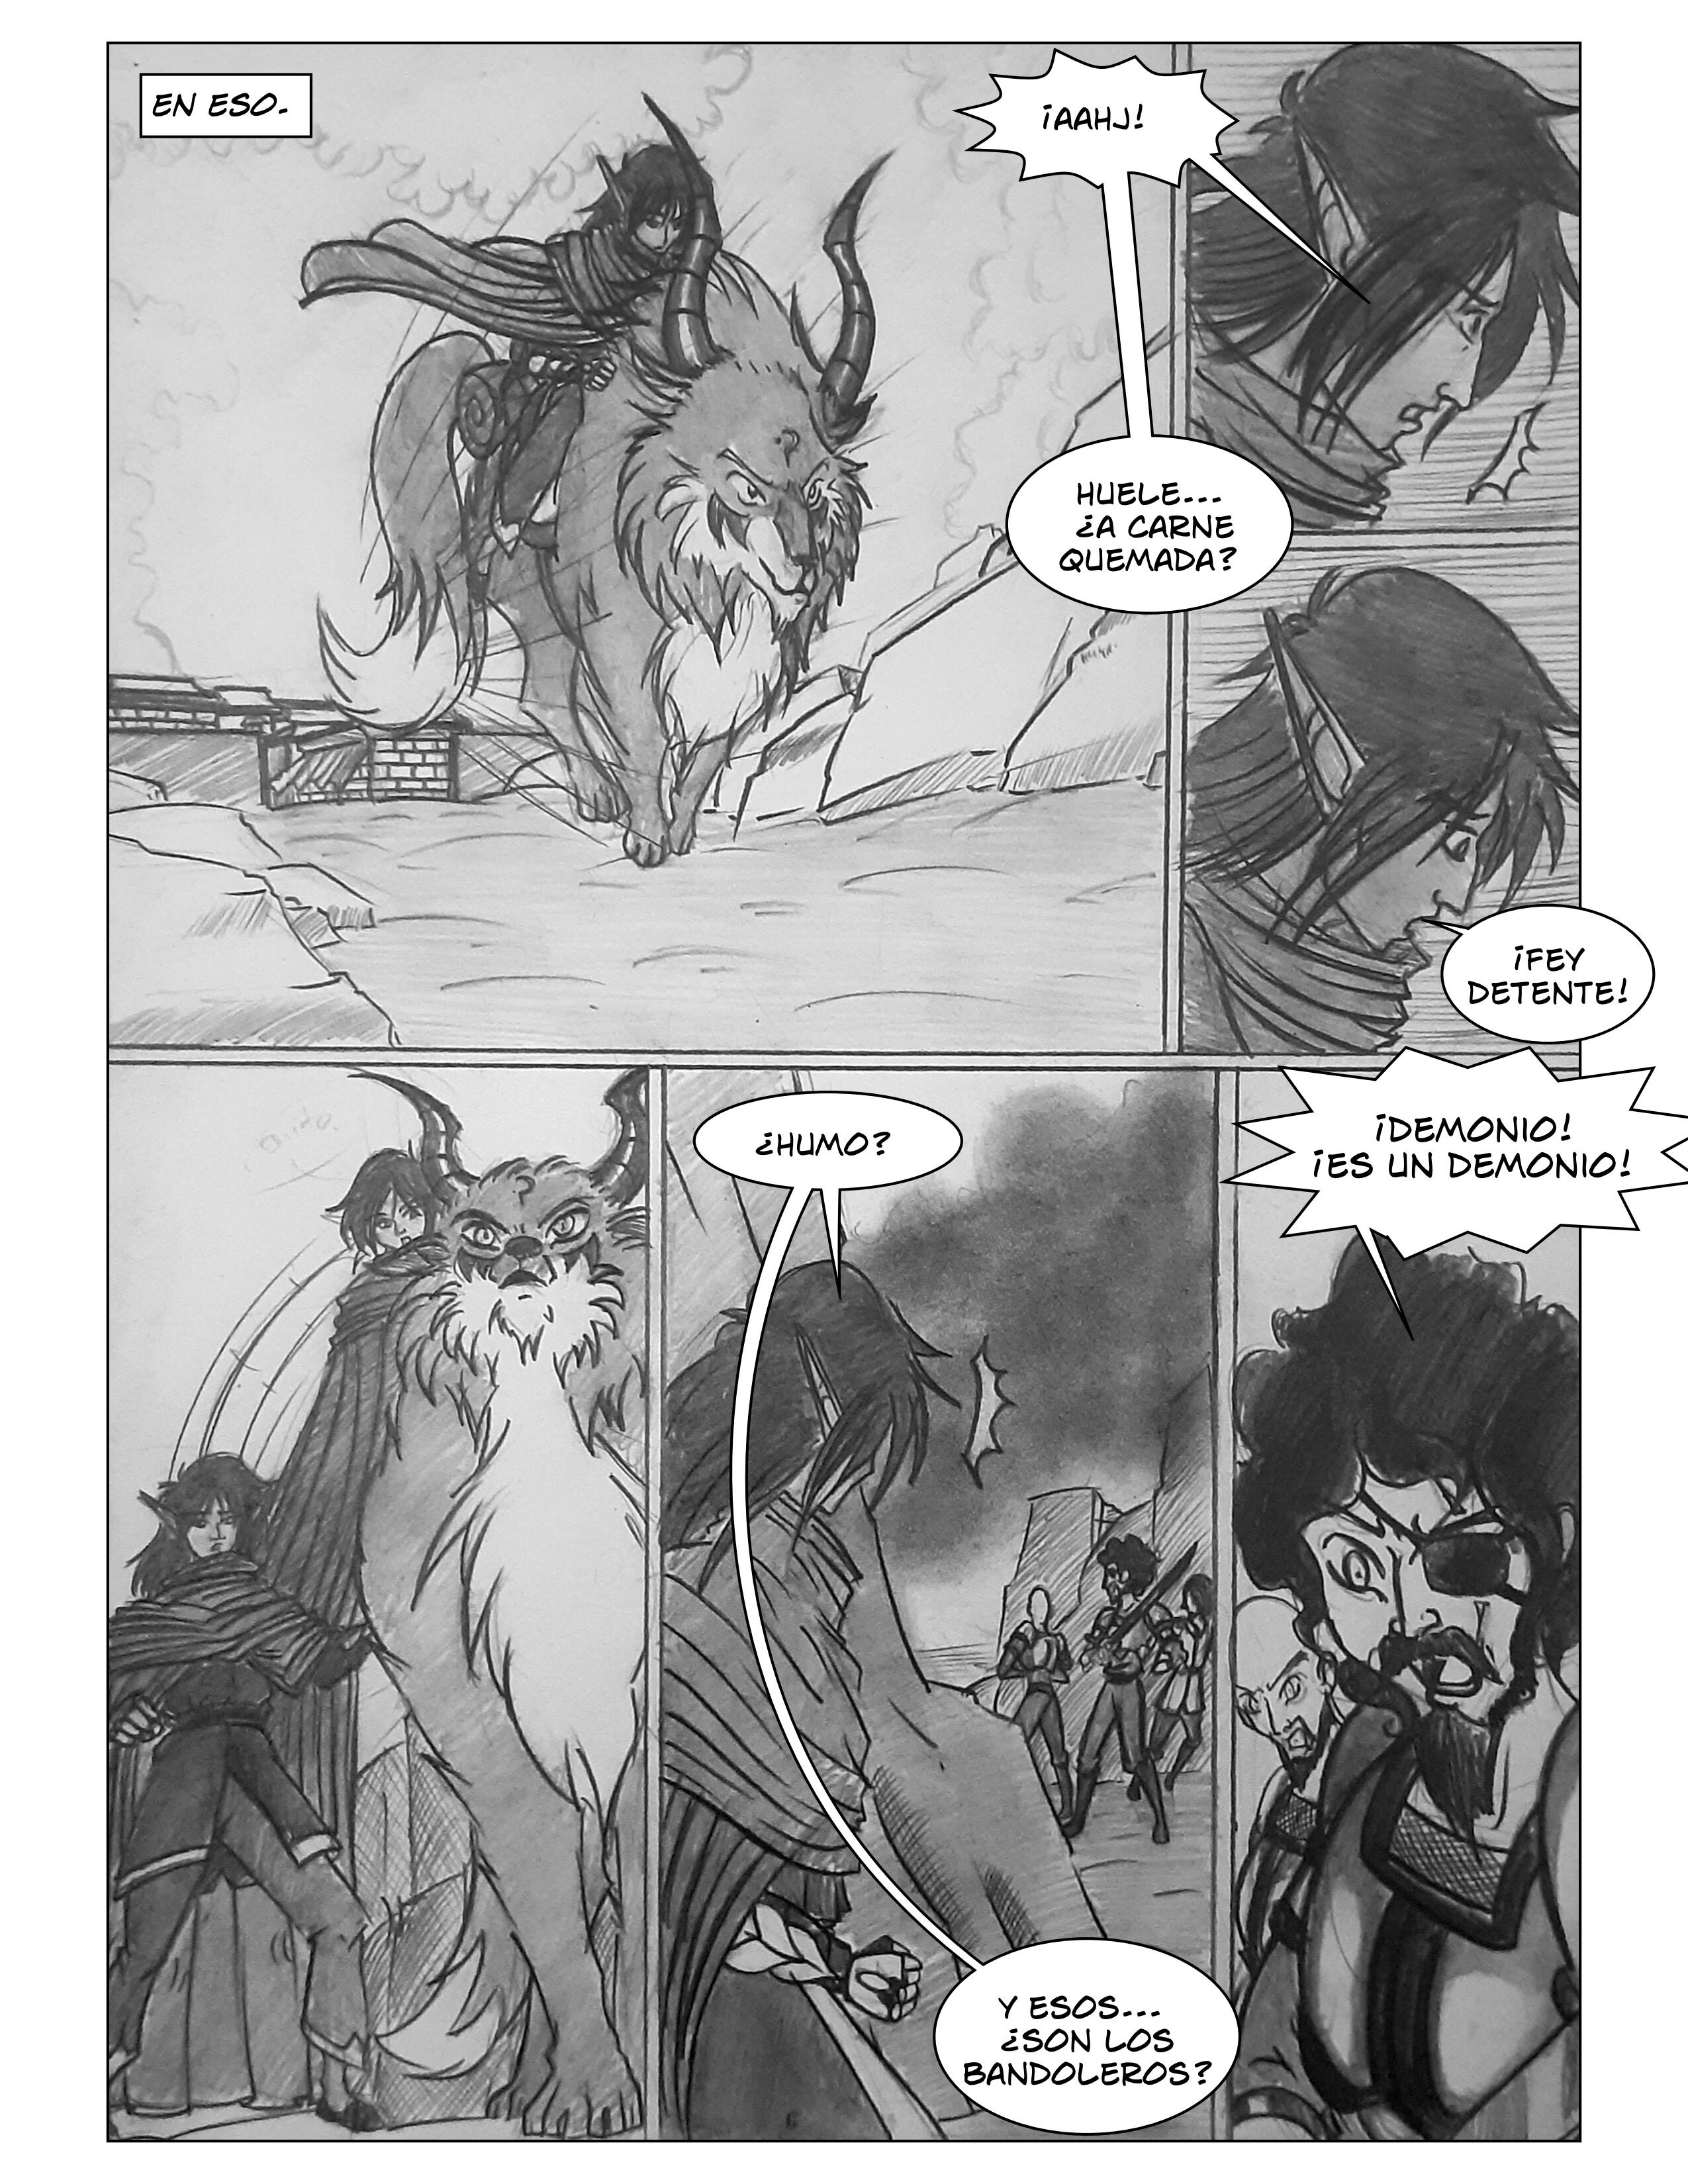 EN ESO.
¡AAHJ!
HUELE...
¿A CARNE
QUEMADA?
¡FEY
DETENTE!
¿HUMO?
Y ESOS...
¿SON LOS
BANDOLEROS?
¡DEMONIO!
¡ES UN DEMONIO!